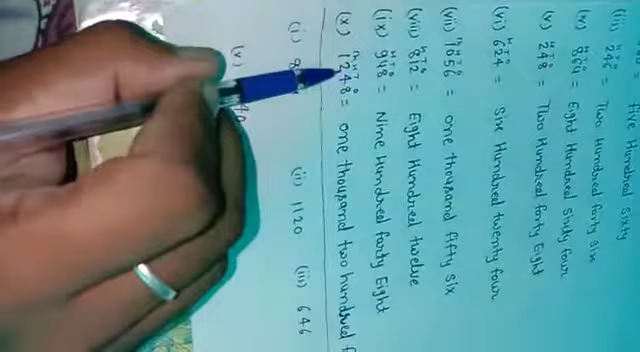 five Hundred Sixty
(iii) 246 = Two Hundred forty six
(iv) 864 = Eight Hundred Sixty four
(v) 248 = Two Hundred forty Eight
(vi) 624 = Six Hundred twenty four
(vii) 1056 = one thousand fifty six
(viii) 812 = Eight Hundred twelve
(ix) 948 = Nine Hundred forty Eight
(x) 1248 = one thousand two hundred f
(i) 8 (ii) 1120 (iii) 646
(v)